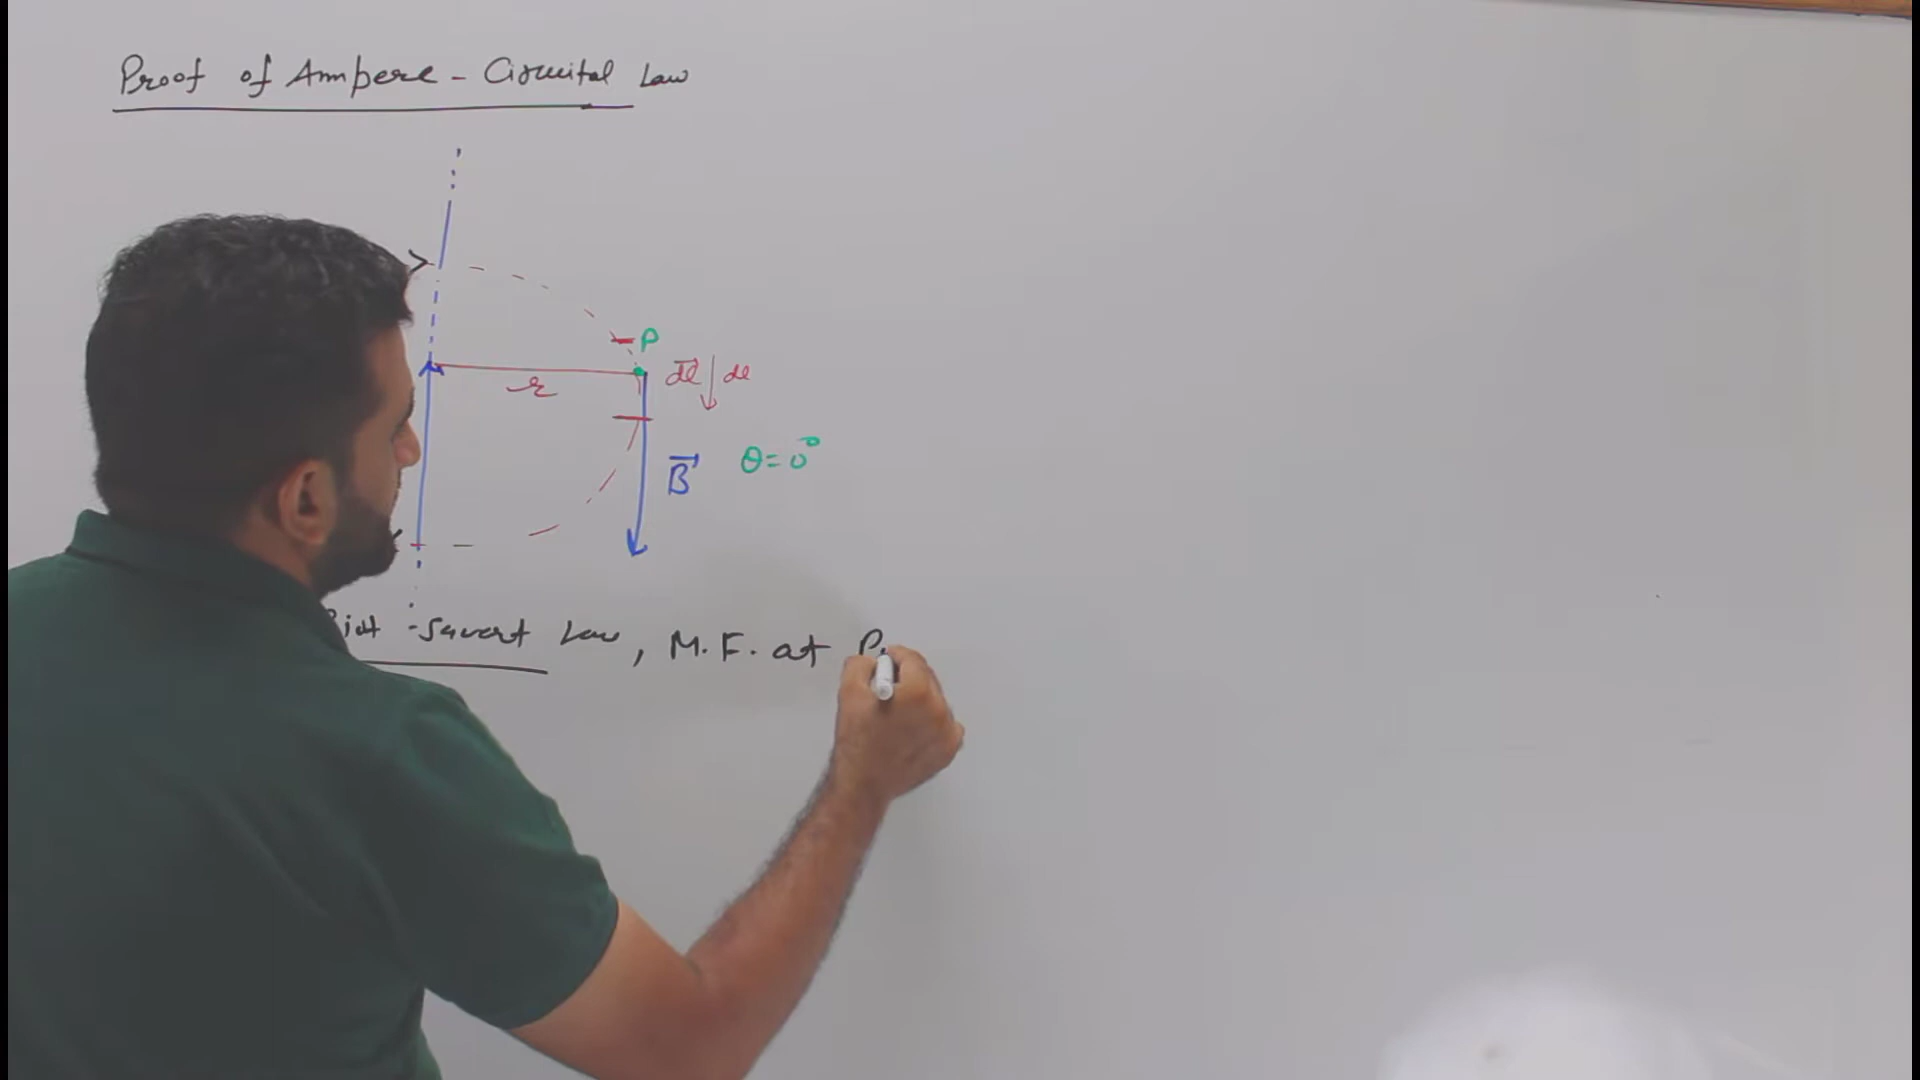 Proof of Ampere - Circuital Law
P
r
dl dl
θ = 0°
B
Biot - Savart Law, M.F. at P